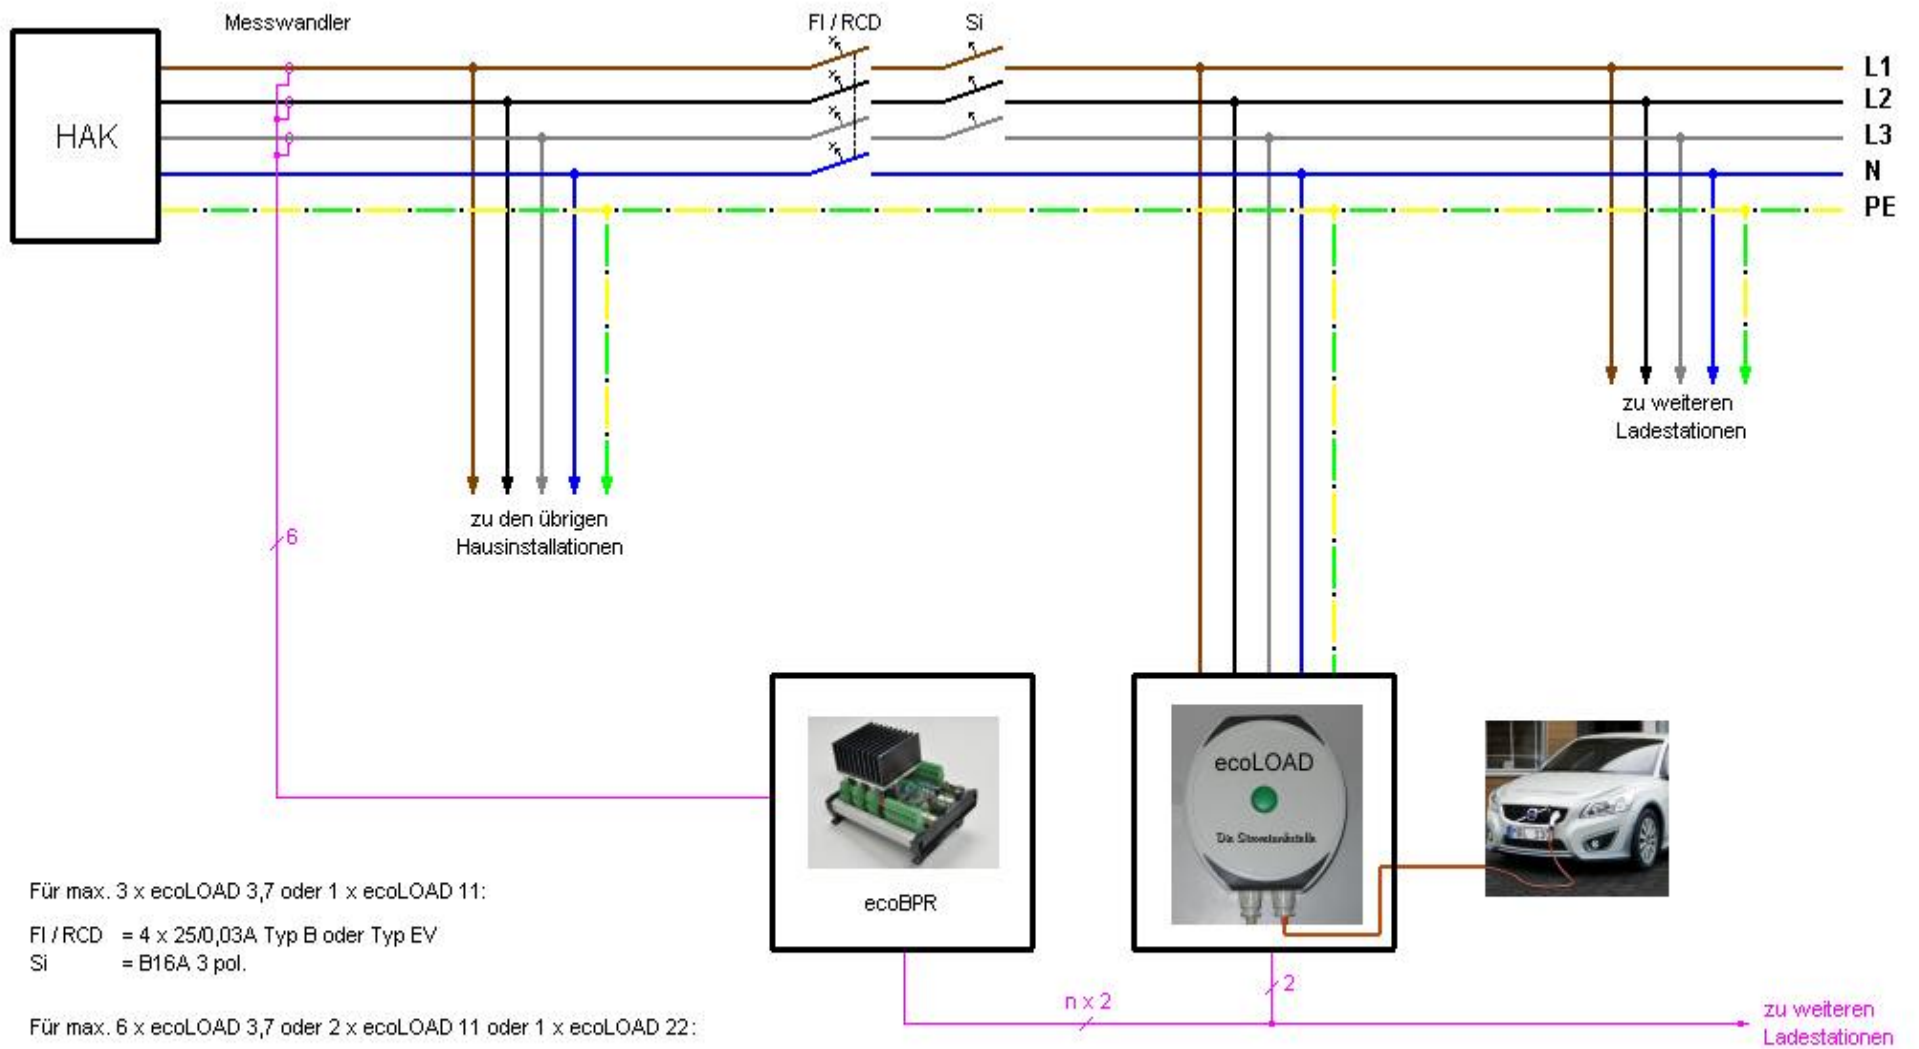 Messwandler
FI / RCD
Si
HAK
L1
L2
L3
N
PE
zu weiteren
Ladestationen
zu den übrigen
Hausinstallationen
6
ecoLOAD
Die Stromtankstelle
ecoBPR
Für max. 3 x ecoLOAD 3,7 oder 1 x ecoLOAD 11:
FI / RCD = 4 x 25/0,03A Typ B oder Typ EV
Si = B16A 3 pol.
n x 2
2
Für max. 6 x ecoLOAD 3,7 oder 2 x ecoLOAD 11 oder 1 x ecoLOAD 22:
zu weiteren
Ladestationen